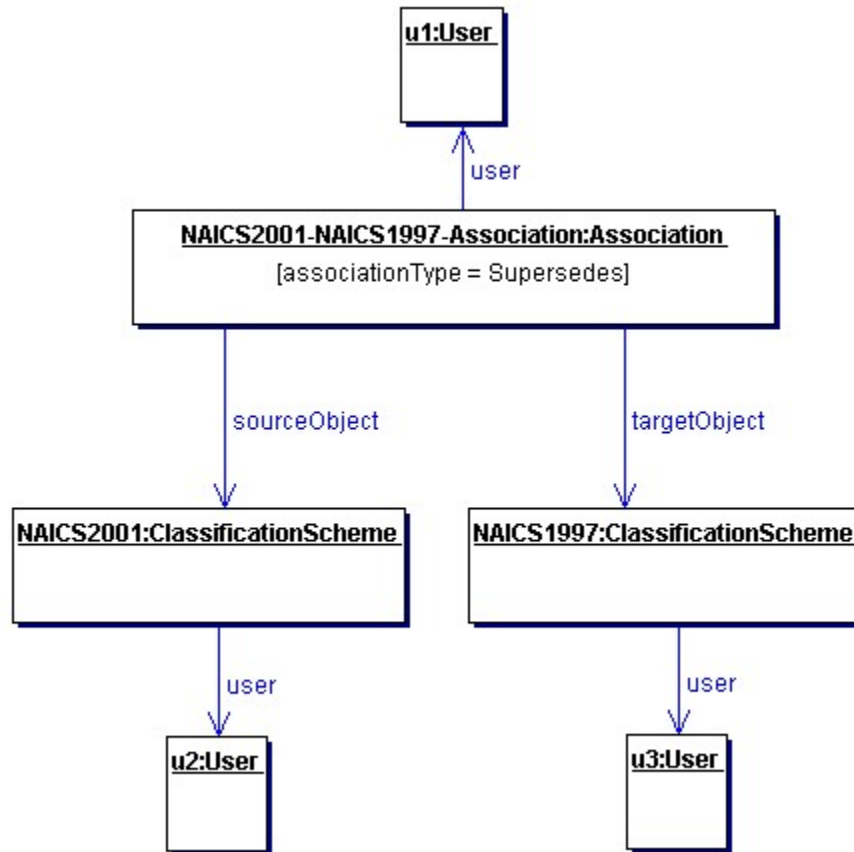 u1:User
user
NAICS2001-NAICS1997-Association:Association
[associationType = Supersedes]
sourceObject
targetObject
NAICS2001:ClassificationScheme
NAICS1997:ClassificationScheme
user
user
u2:User
u3:User